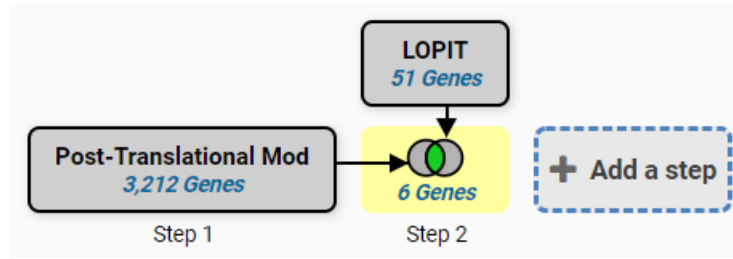 LOPIT
51 Genes
Post-Translational Mod
3,212 Genes
6 Genes
Add a step
Step 1
Step 2